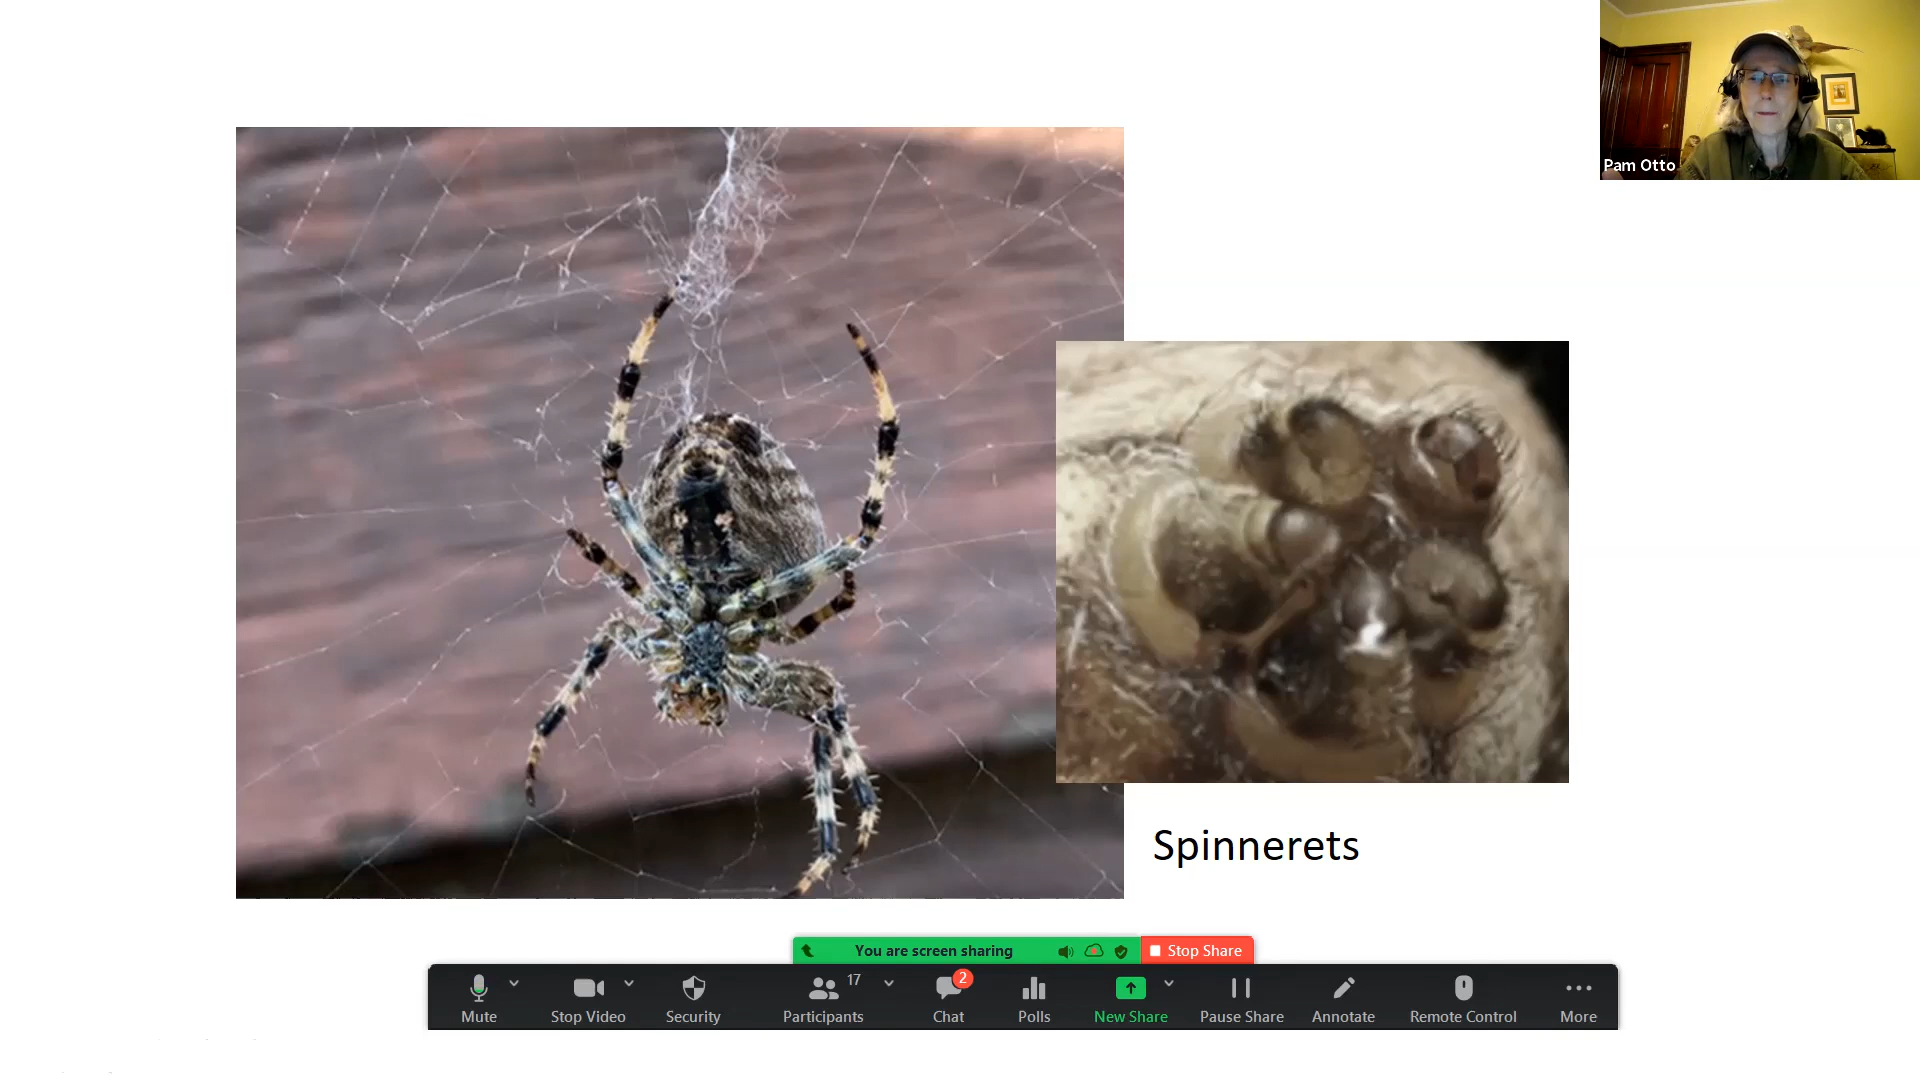 Pam Otto
Spinnerets
You are screen sharing
Stop Share
Mute
Stop Video
Security
17
Participants
2
Chat
Polls
New Share
Pause Share
Annotate
Remote Control
More